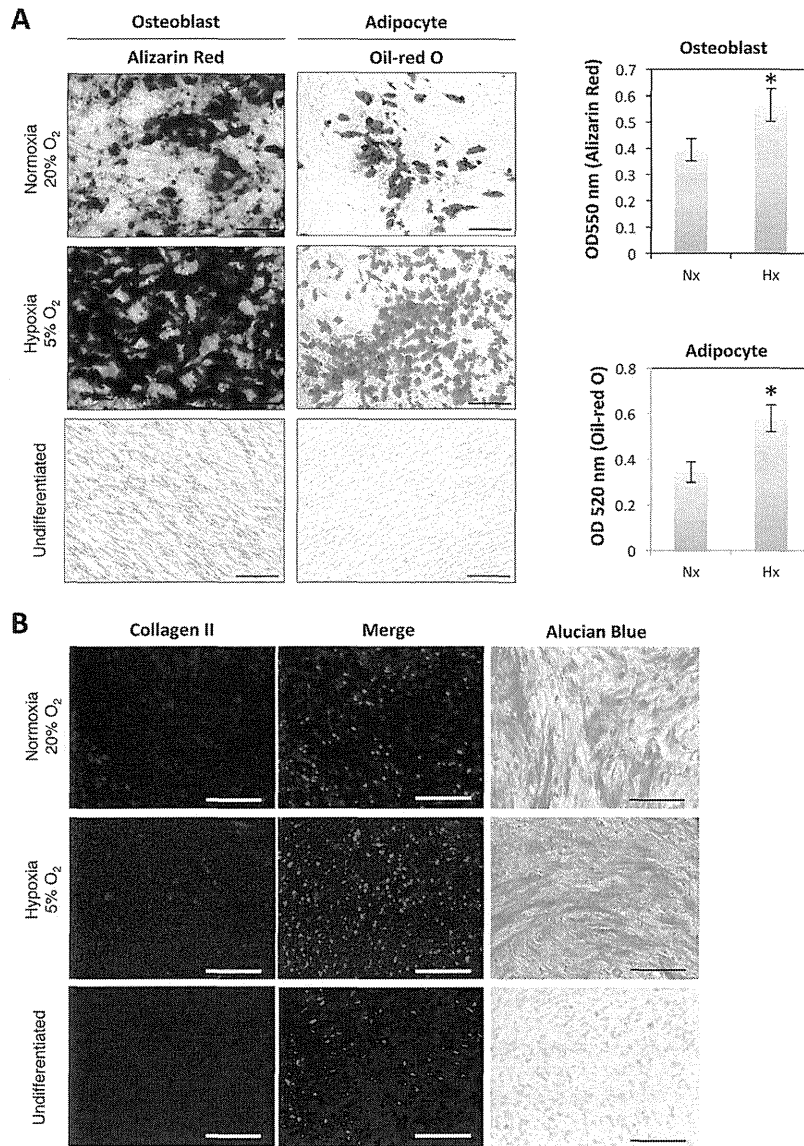 A
Osteoblast
Adipocyte
Alizarin Red
Oil-red O
Normoxia
20% O₂
Hypoxia
5% O₂
Undifferentiated
Osteoblast
OD550 nm (Alizarin Red)
0.7
0.6
0.5
0.4
0.3
0.2
0.1
0
*
Nx
Hx
Adipocyte
OD 520 nm (Oil-red O)
0.8
0.6
0.4
0.2
0
*
Nx
Hx
B
Collagen II
Merge
Alucian Blue
Normoxia
20% O₂
Hypoxia
5% O₂
Undifferentiated